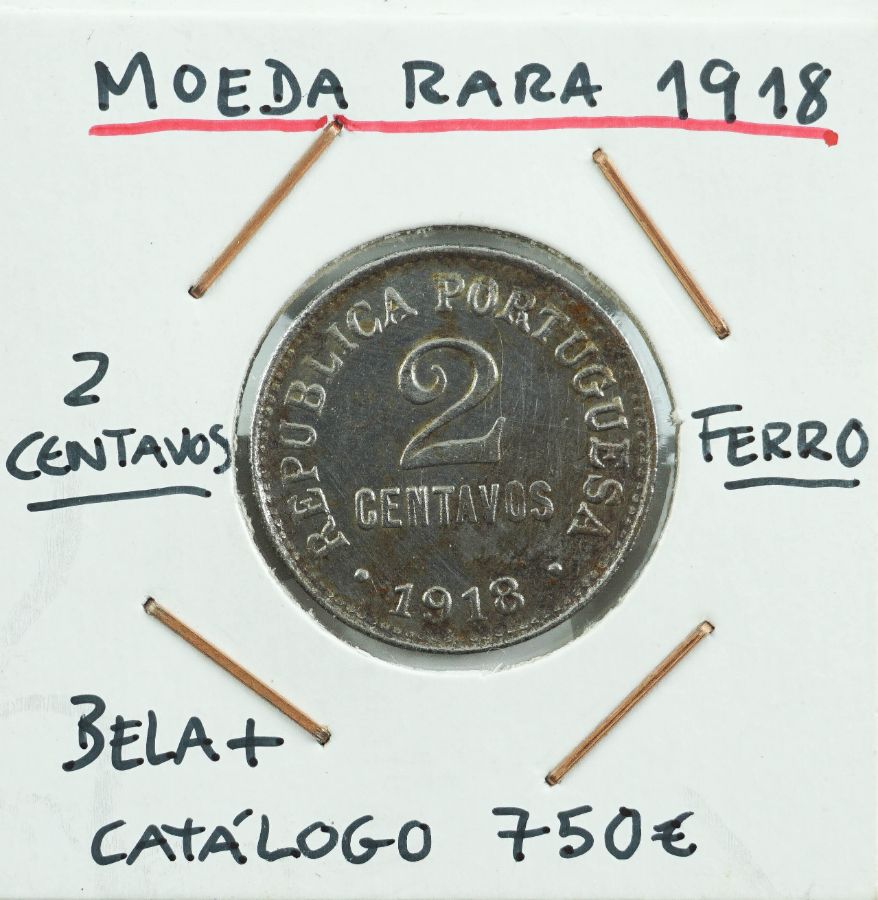 MOEDA RARA 1918
REPUBLICA PORTUGUESA
2
CENTAVOS
• 1918 •
2
CENTAVOS
FERRO
BELA+
CATÁLOGO 750€